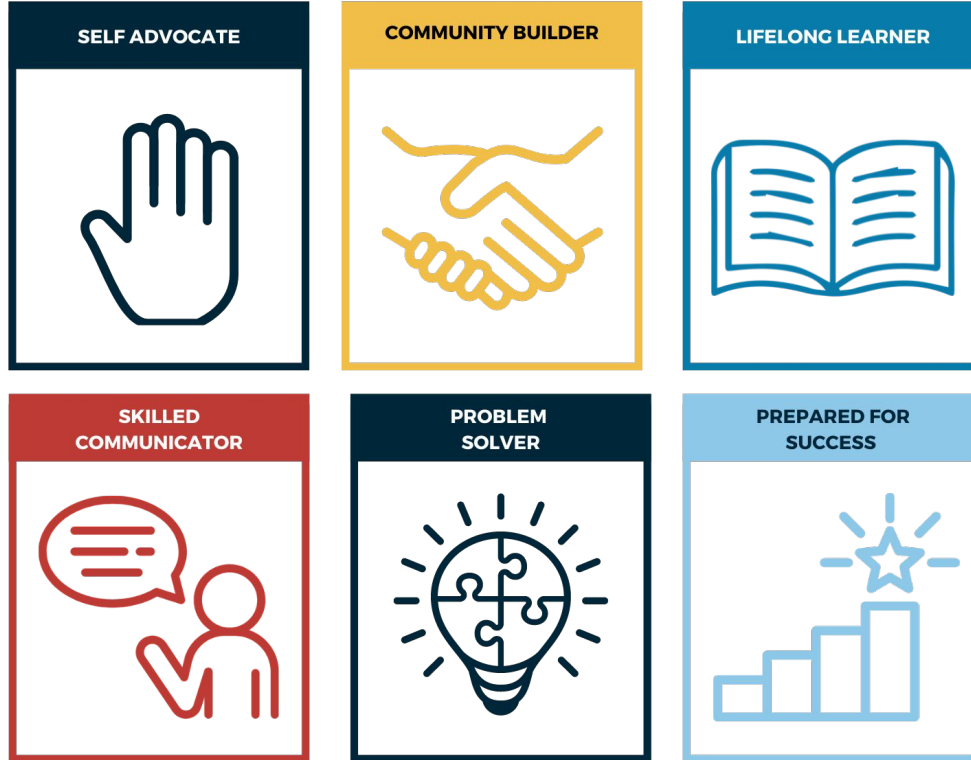 SELF ADVOCATE
COMMUNITY BUILDER
LIFELONG LEARNER
SKILLED
COMMUNICATOR
PROBLEM
SOLVER
PREPARED FOR
SUCCESS